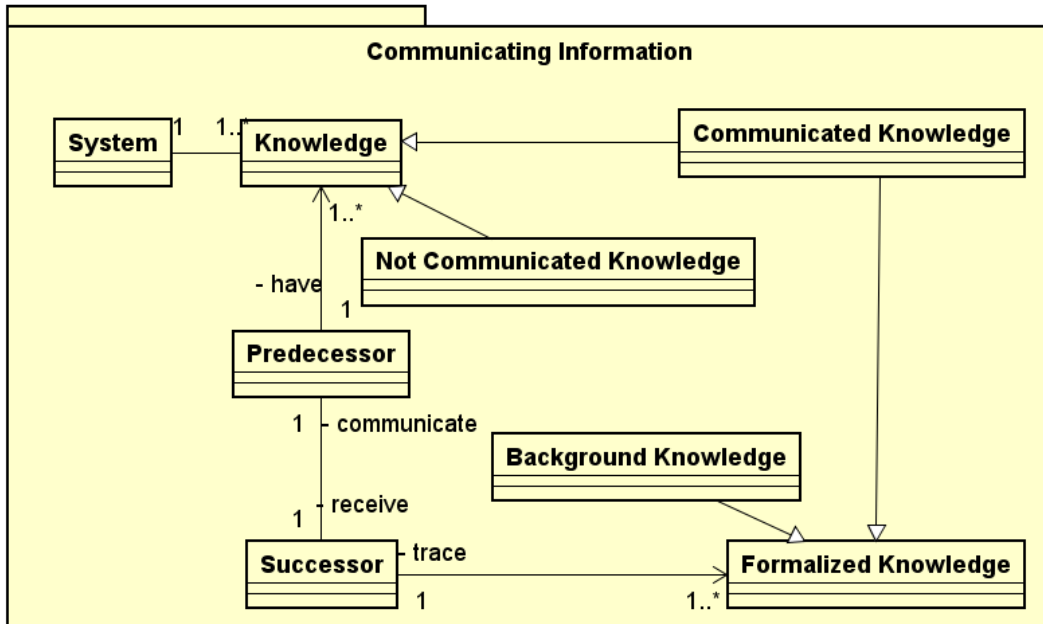 Communicating Information
System
1
1..*
Knowledge
Communicated Knowledge
1..*
Not Communicated Knowledge
- have
1
Predecessor
1
- communicate
Background Knowledge
- receive
1
Successor
- trace
Formalized Knowledge
1
1..*